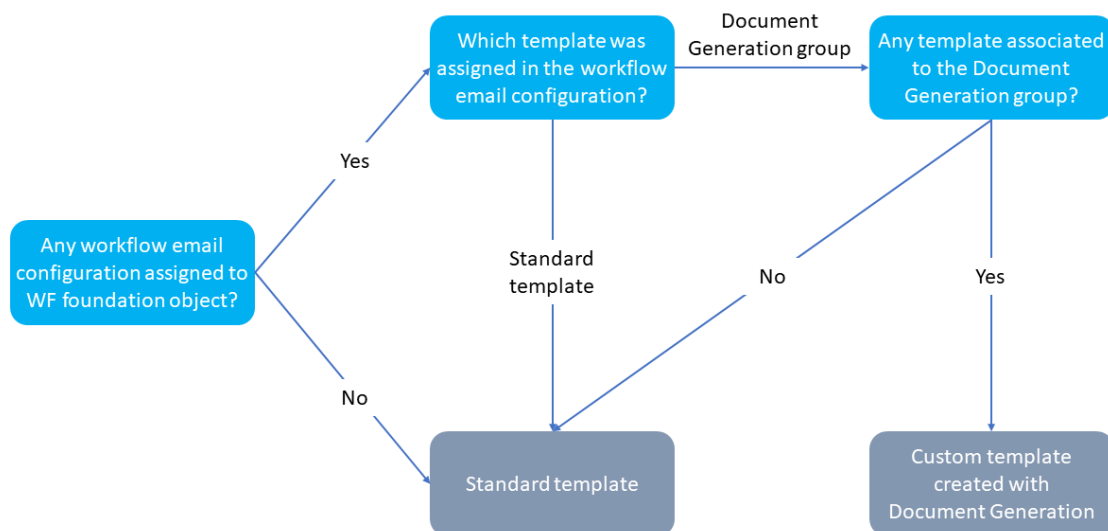 Which template was
assigned in the workflow
email configuration?
Document
Generation group
Any template associated
to the Document
Generation group?
Yes
Any workflow email
configuration assigned to
WF foundation object?
Standard
template
No
Yes
No
Standard template
Custom template
created with
Document Generation